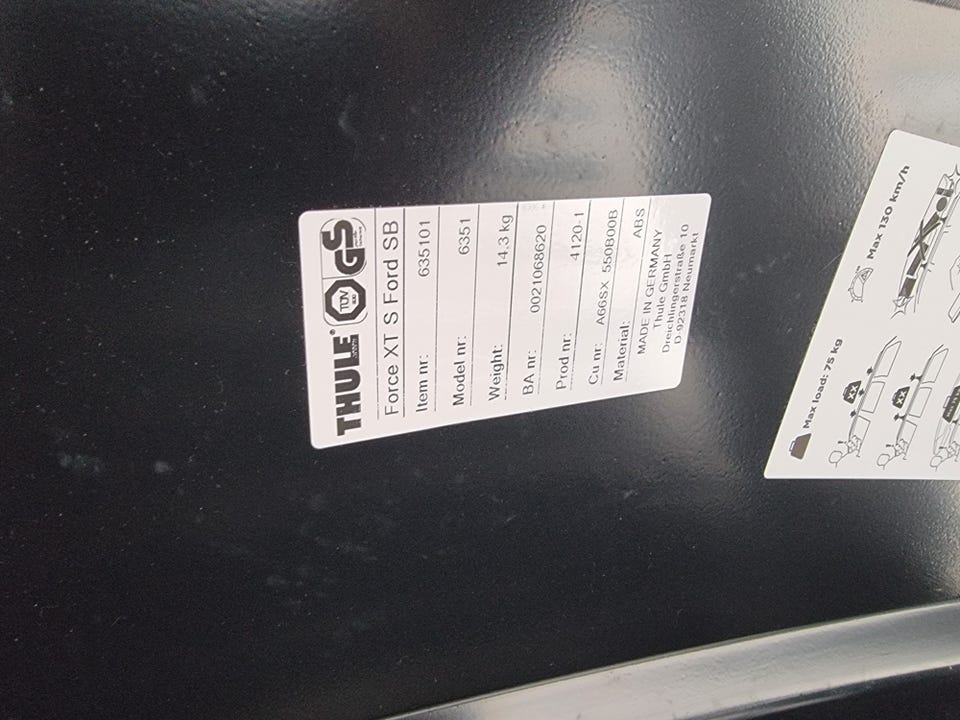 THULE®
TÜV
GS
Force XT S Ford SB
Item nr: 635101
Model nr: 6351
Weight: 14.3 kg
BA nr: 0021068620
Prod nr: 4120-1
Cu nr: A66SX 550B00B
Material: ABS
MADE IN GERMANY
Thule GmbH
Dreichlingerstraße 10
D-92318 Neumarkt
Max load: 75 kg
Max 130 km/h
XX
XX